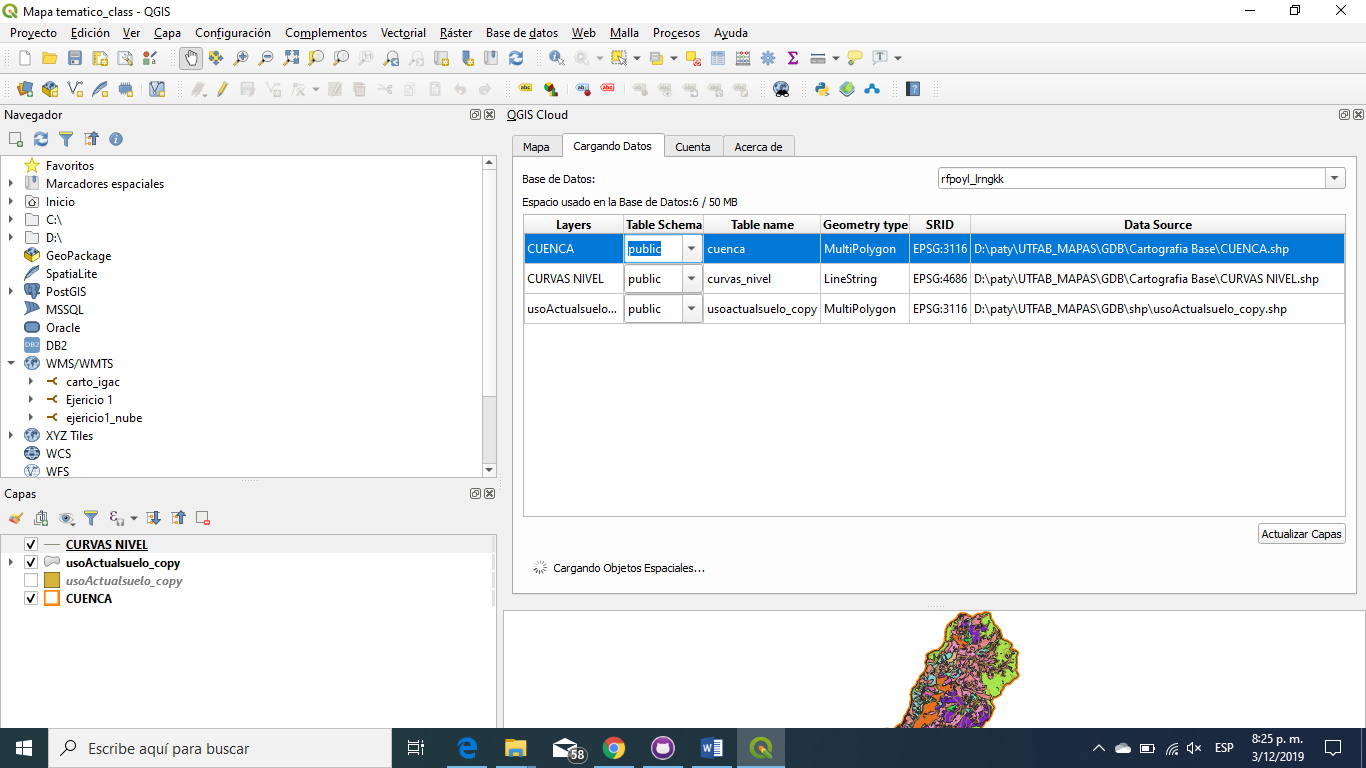 Mapa tematico_class - QGIS
Proyecto Edición Ver Capa Configuración Complementos Vectorial Ráster Base de datos Web Malla Procesos Ayuda
Navegador
Favoritos
Marcadores espaciales
Inicio
C:\
D:\
GeoPackage
SpatiaLite
PostGIS
MSSQL
Oracle
DB2
DB2
WMS/WMTS
carto_igac
Ejercicio 1
ejericio1_nube
XYZ Tiles
WCS
WFS
Capas
CURVAS NIVEL
usoActualsuelo_copy
usoActualsuelo_copy
CUENCA
QGIS Cloud
Mapa Cargando Datos Cuenta Acerca de
Base de Datos: rfpoyl_lrngkk
Espacio usado en la Base de Datos:6 / 50 MB
Layers Table Schema Table name Geometry type SRID Data Source
CUENCA public cuenca MultiPolygon EPSG:3116 D:\paty\UTFAB_MAPAS\GDB\Cartografia Base\CUENCA.shp
CURVAS NIVEL public curvas_nivel LineString EPSG:4686 D:\paty\UTFAB_MAPAS\GDB\Cartografia Base\CURVAS NIVEL.shp
usoActualsuelo... public usoactualsuelo_copy MultiPolygon EPSG:3116 D:\paty\UTFAB_MAPAS\GDB\shp\usoActualsuelo_copy.shp
Actualizar Capas
Cargando Objetos Espaciales...
Escribe aquí para buscar
58
ESP
8:25 p. m.
3/12/2019